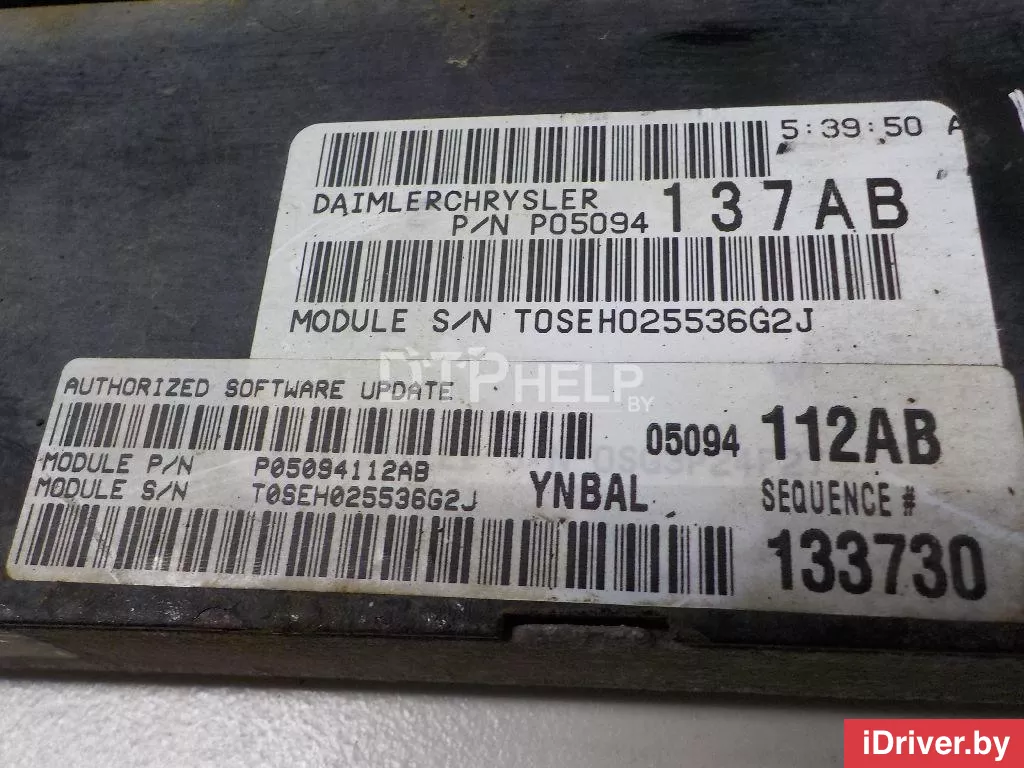 5:39:50 A
DAIMLERCHRYSLER
P/N P05094 137AB
MODULE S/N T0SEH025536G2J
DTPHELP
BY
AUTHORIZED SOFTWARE UPDATE
05094 112AB
MODULE P/N P05094112AB
MODULE S/N T0SEH025536G2J
YNBAL
SEQUENCE #
133730
iDriver.by